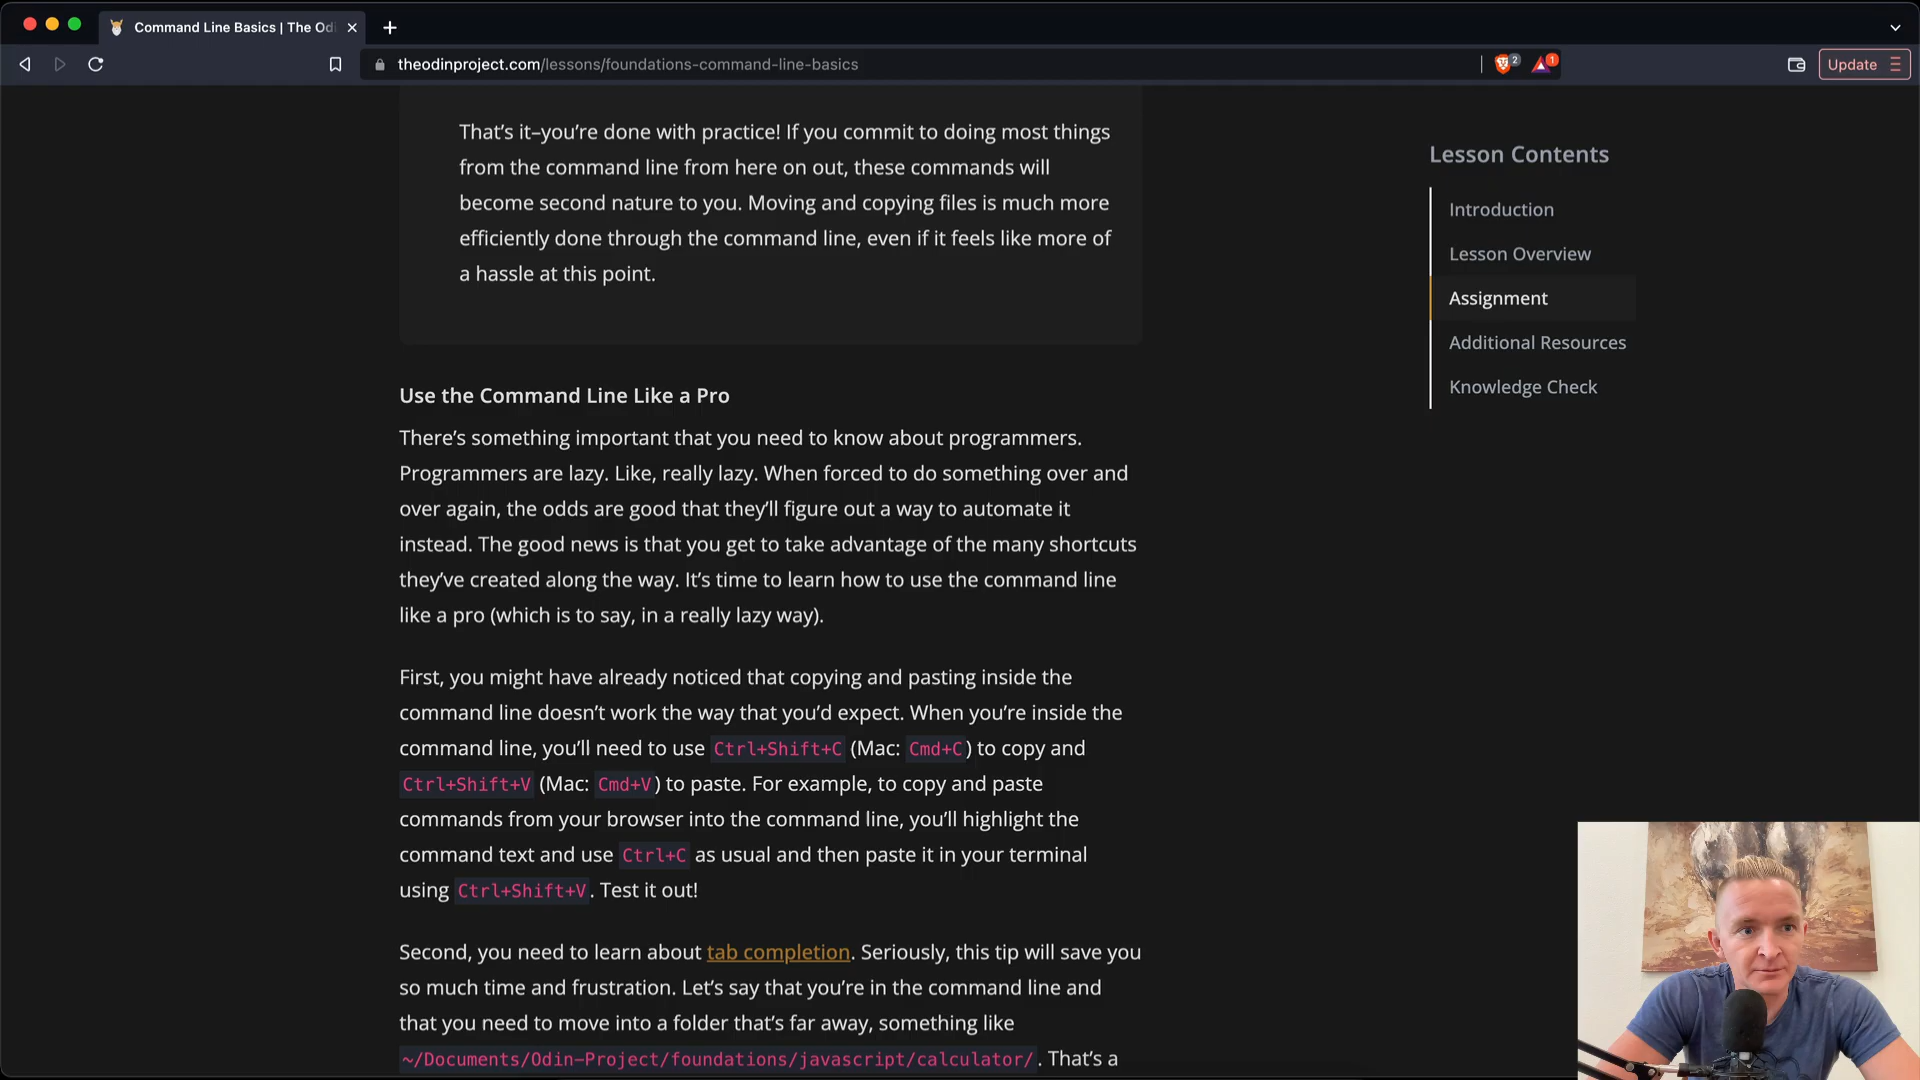 Command Line Basics | The Odi
theodinproject.com/lessons/foundations-command-line-basics
2
1
Update
That’s it–you’re done with practice! If you commit to doing most things
from the command line from here on out, these commands will
become second nature to you. Moving and copying files is much more
efficiently done through the command line, even if it feels like more of
a hassle at this point.
Lesson Contents
Introduction
Lesson Overview
Assignment
Additional Resources
Knowledge Check
Use the Command Line Like a Pro
There’s something important that you need to know about programmers.
Programmers are lazy. Like, really lazy. When forced to do something over and
over again, the odds are good that they’ll figure out a way to automate it
instead. The good news is that you get to take advantage of the many shortcuts
they’ve created along the way. It’s time to learn how to use the command line
like a pro (which is to say, in a really lazy way).
First, you might have already noticed that copying and pasting inside the
command line doesn’t work the way that you’d expect. When you’re inside the
command line, you’ll need to use Ctrl+Shift+C (Mac: Cmd+C) to copy and
Ctrl+Shift+V (Mac: Cmd+V) to paste. For example, to copy and paste
commands from your browser into the command line, you’ll highlight the
command text and use Ctrl+C as usual and then paste it in your terminal
using Ctrl+Shift+V. Test it out!
Second, you need to learn about tab completion. Seriously, this tip will save you
so much time and frustration. Let’s say that you’re in the command line and
that you need to move into a folder that’s far away, something like
~/Documents/Odin-Project/foundations/javascript/calculator/. That’s a